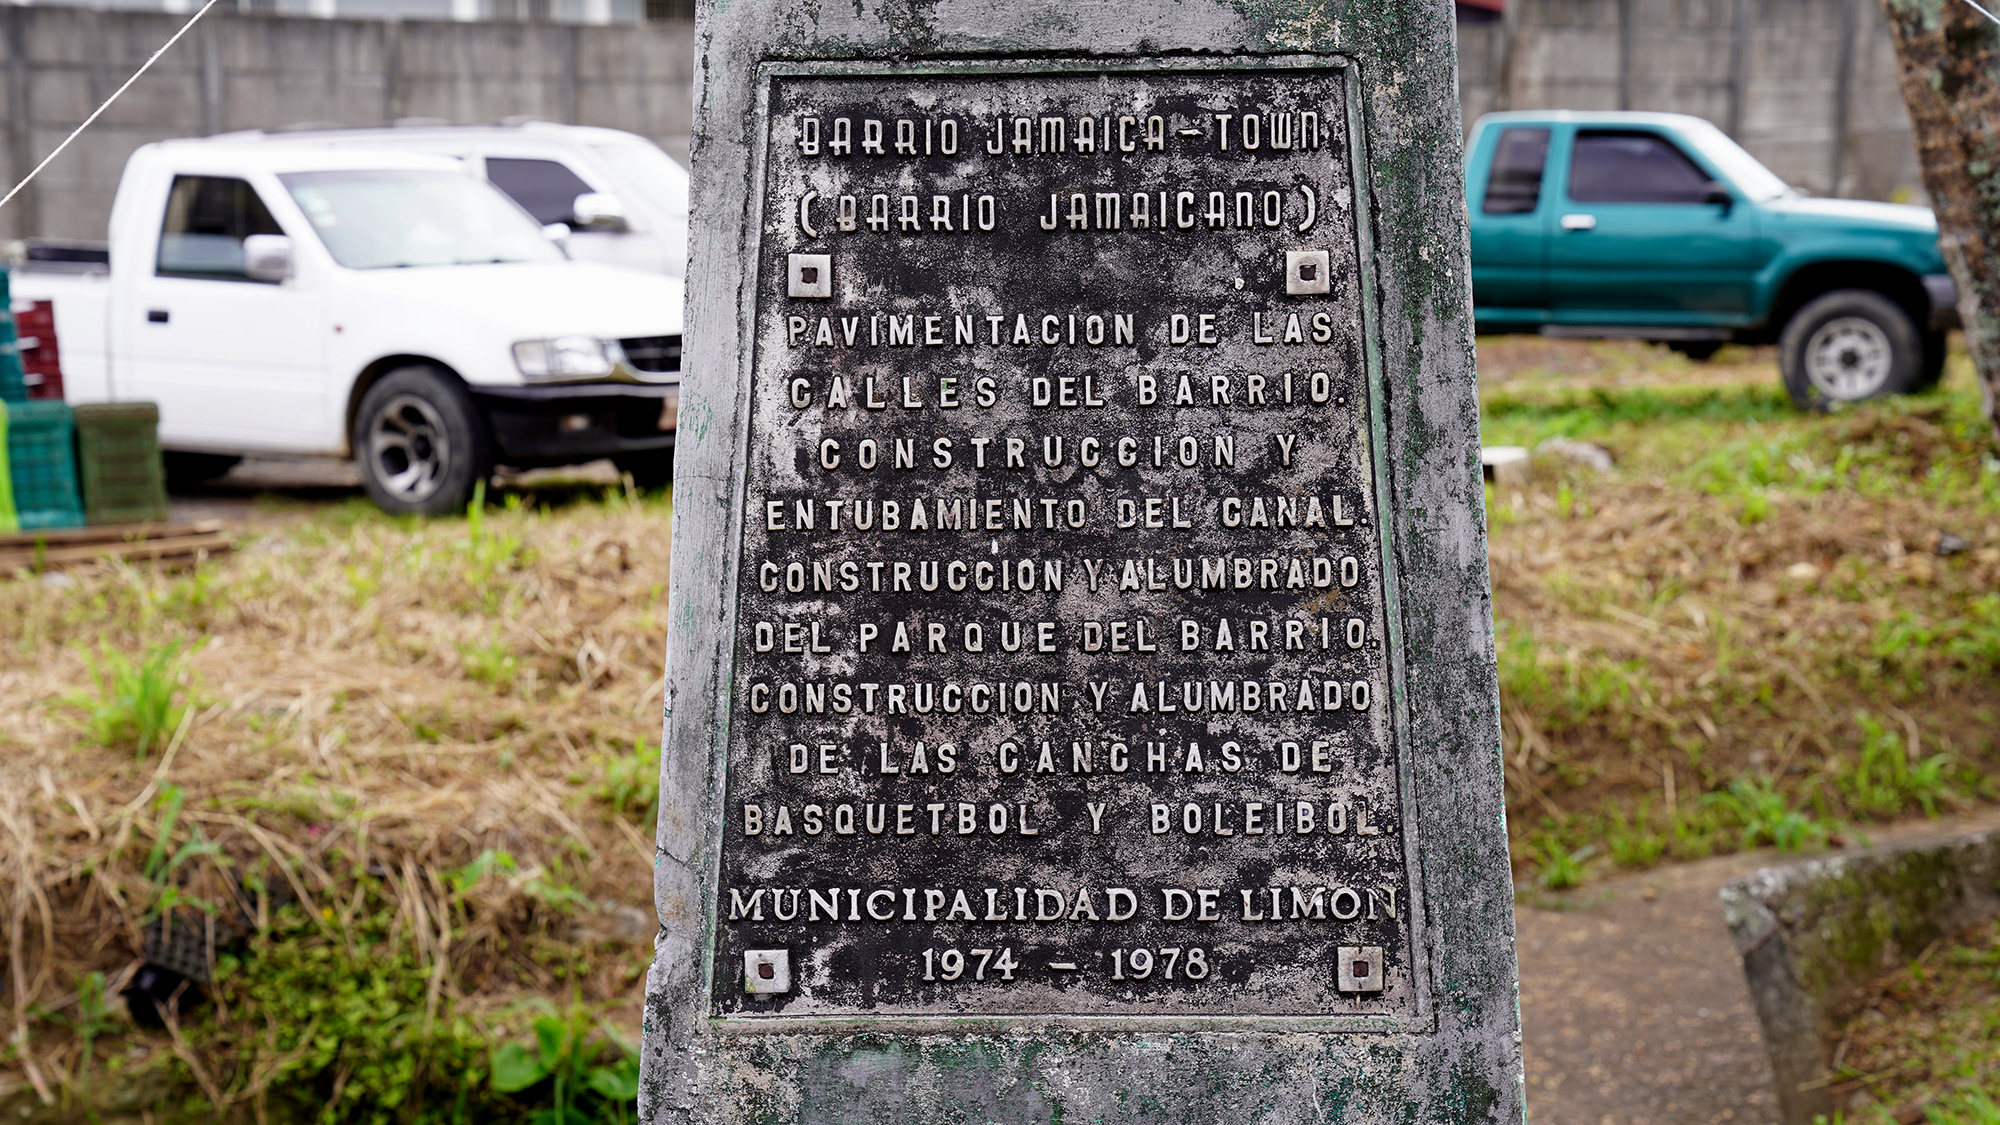 BARRIO JAMAICA-TOWN
(BARRIO JAMAICANO)
PAVIMENTACION DE LAS
CALLES DEL BARRIO.
CONSTRUCCION Y
ENTUBAMIENTO DEL CANAL.
CONSTRUCCION Y ALUMBRADO
DEL PARQUE DEL BARRIO.
CONSTRUCCION Y ALUMBRADO
DE LAS CANCHAS DE
BASQUETBOL Y BOLEIBOL.
MUNICIPALIDAD DE LIMON
1974 - 1978